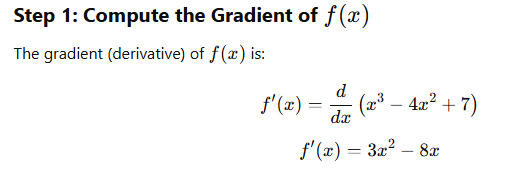 Step 1: Compute the Gradient of f(x)
The gradient (derivative) of f(x) is:
f′(x) = d/dx (x³ − 4x² + 7)
f′(x) = 3x² − 8x